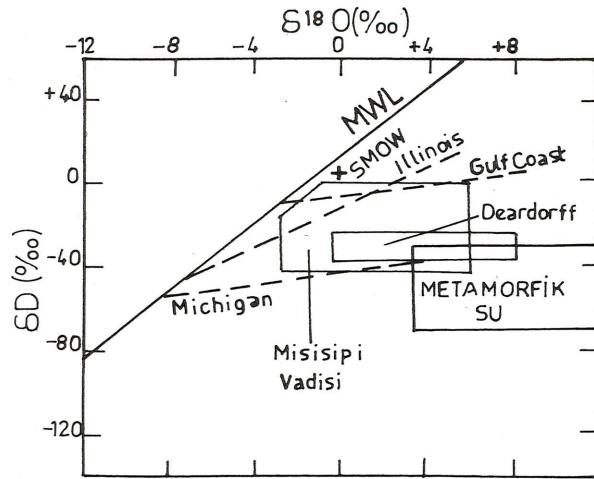 δ18 O(‰)
-12 -8 -4 0 +4 +8
+40
0
-40
-80
-120
δD(‰)
MWL
+SMOW
Illinois
Gulf Coast
Deardorff
Michigan
METAMORFİK
SU
Misisipi
Vadisi